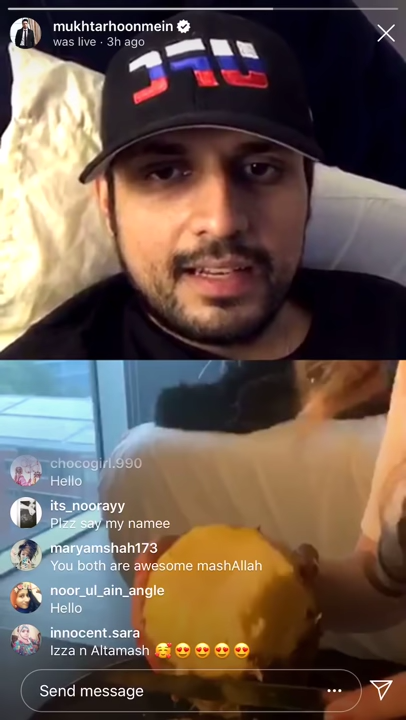 mukhtarhoonmein
was live · 3h ago
chocogirl.990
Hello
its_noorayy
Plzz say my namee
maryamshah173
You both are awesome mashAllah
noor_ul_ain_angle
Hello
innocent.sara
Izza n Altamash 🥰😍😍😍😍
Send message